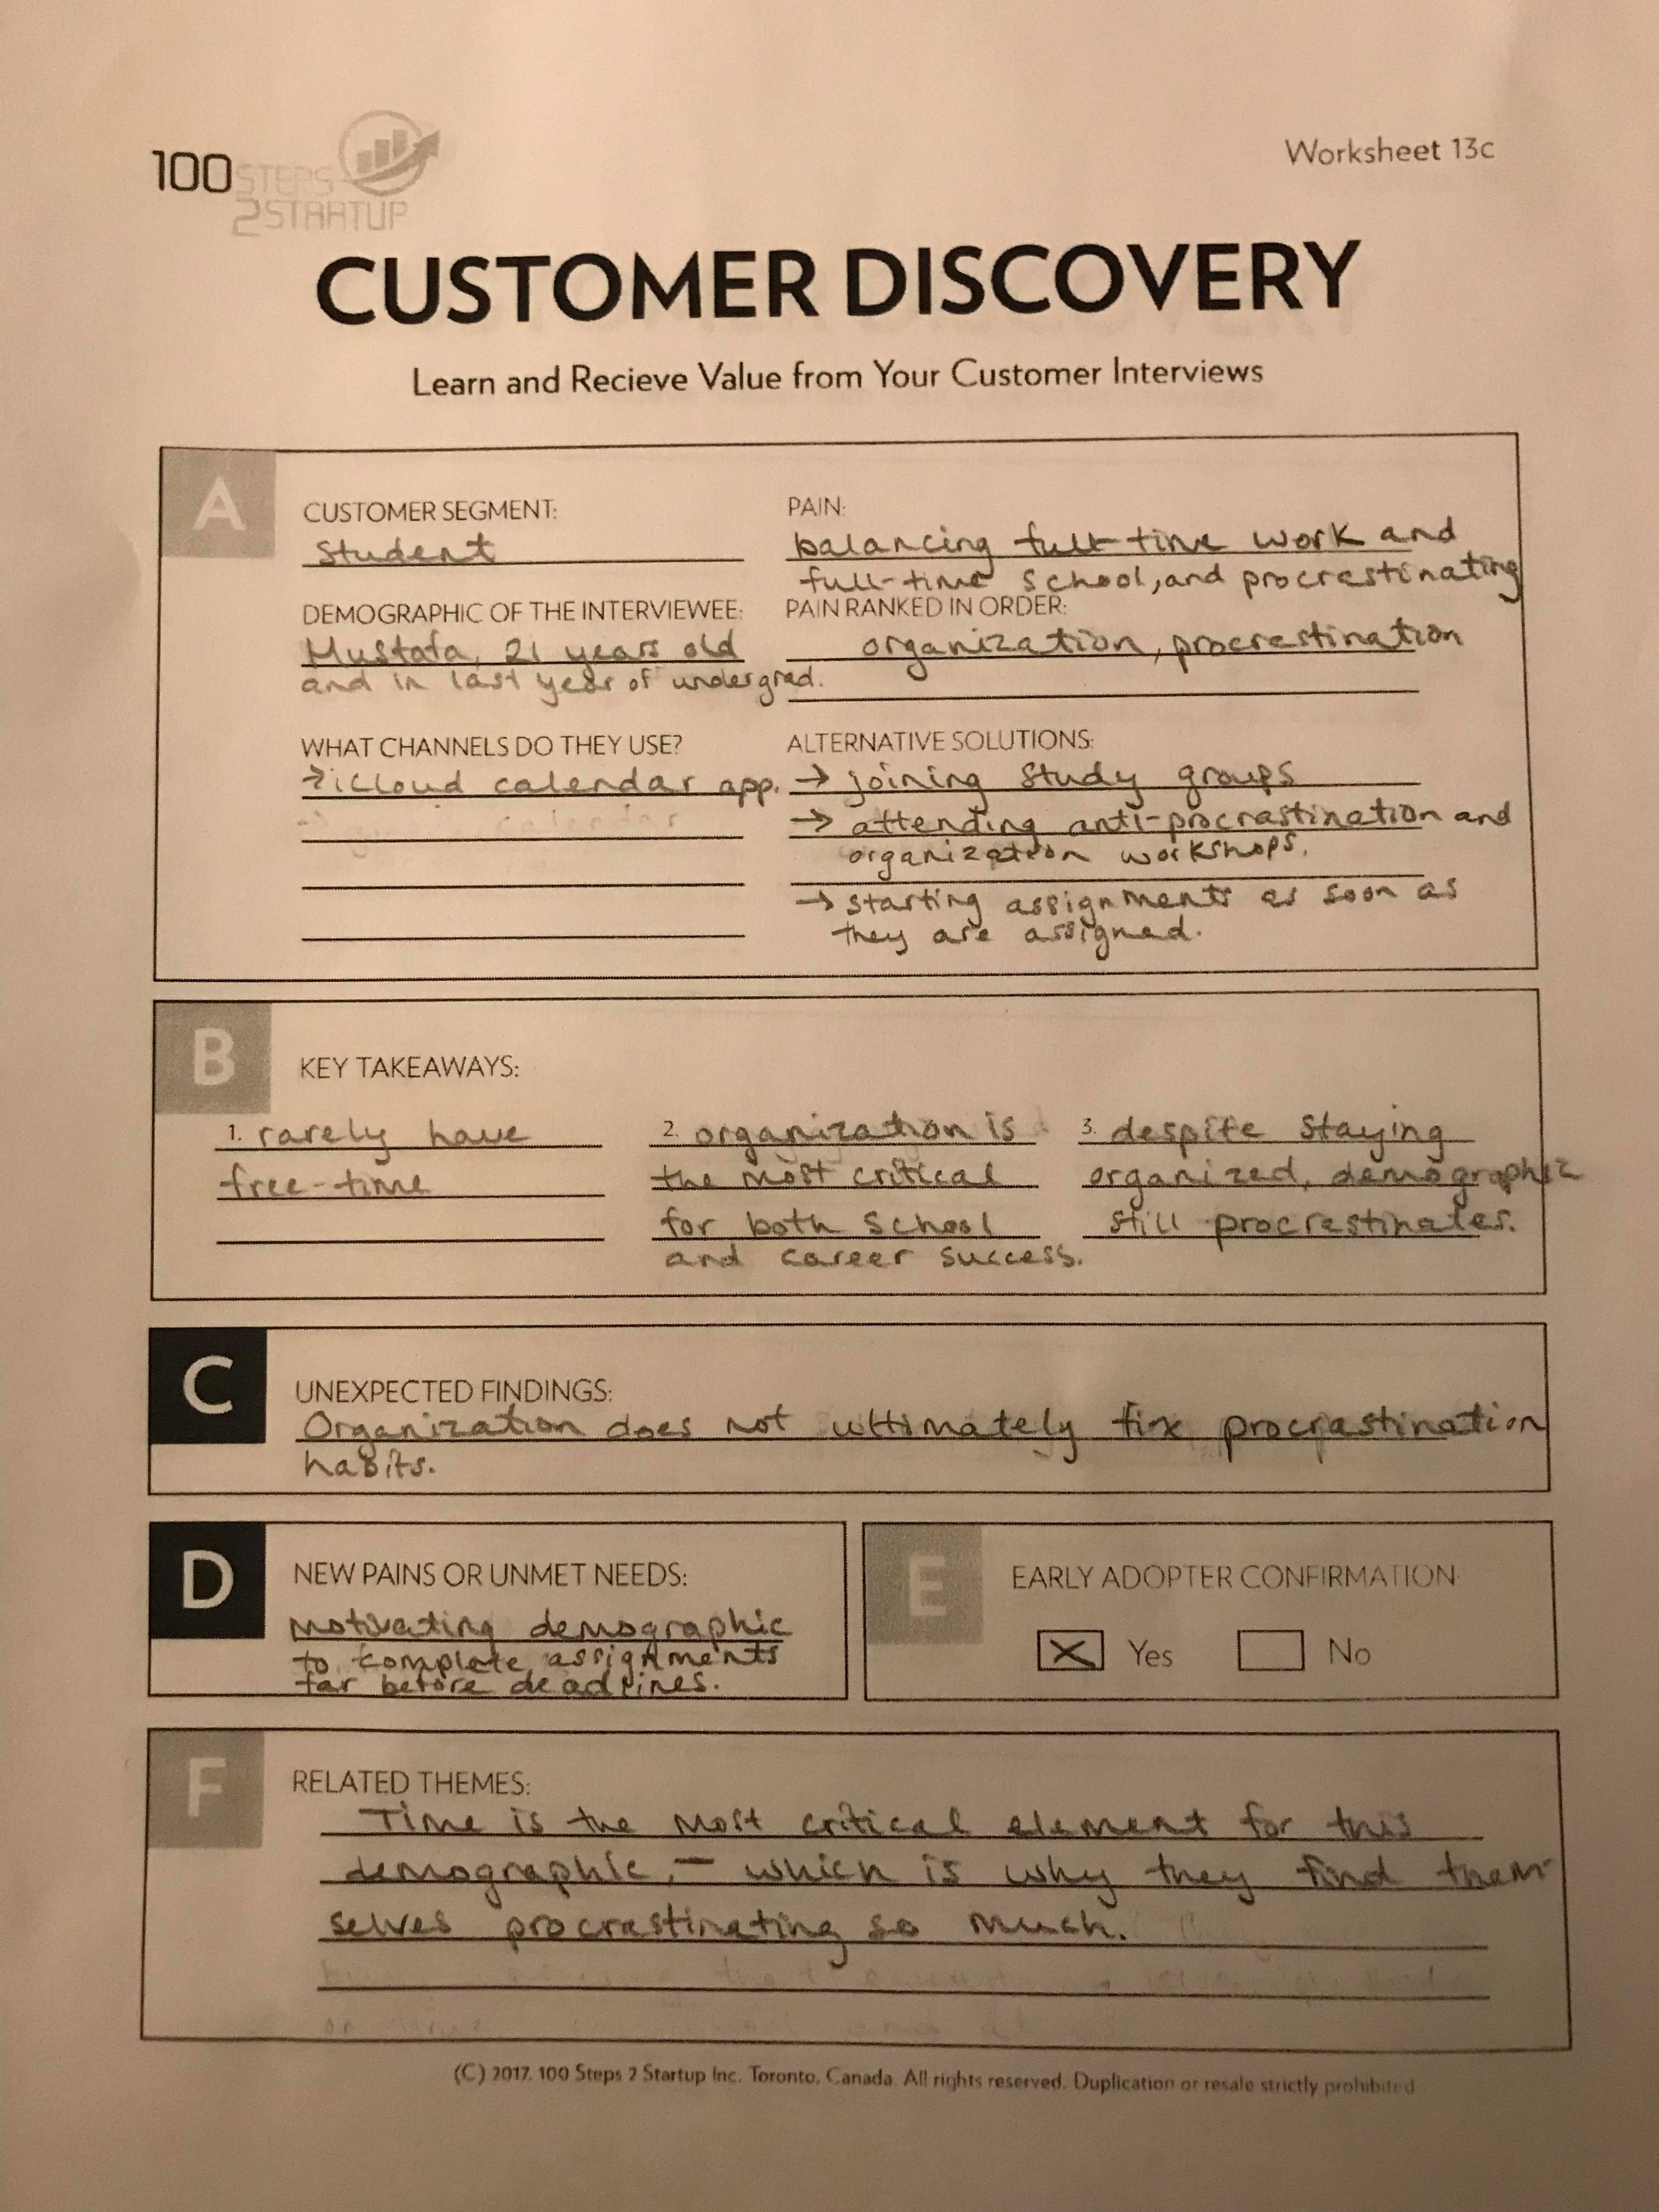 100 STEPS
2STARTUP
Worksheet 13c
CUSTOMER DISCOVERY
Learn and Recieve Value from Your Customer Interviews
A
CUSTOMER SEGMENT:
Student
PAIN:
balancing full-time work and
full-time school, and procrastinating
DEMOGRAPHIC OF THE INTERVIEWEE:
Mustafa, 21 years old
and in last year of undergrad.
PAIN RANKED IN ORDER:
organization, procrastination
WHAT CHANNELS DO THEY USE?
→ iCloud calendar app.
calendar
ALTERNATIVE SOLUTIONS:
→ joining study groups
→ attending anti-procrastination and
organization workshops.
→ starting assignments as soon as
they are assigned.
B
KEY TAKEAWAYS:
1. rarely have
free-time
2. organization is
the most critical
for both school
and career success.
3. despite staying
organized, demographic
still procrastinates.
C
UNEXPECTED FINDINGS:
Organization does not ultimately fix procrastination
habits.
D
NEW PAINS OR UNMET NEEDS:
Motivating demographic
to complete assignments
far before deadlines.
E
EARLY ADOPTER CONFIRMATION:
Yes No
F
RELATED THEMES:
Time is the most critical element for this
demographic, — which is why they find them-
selves procrastinating so much.
(C) 2017. 100 Steps 2 Startup Inc. Toronto, Canada. All rights reserved. Duplication or resale strictly prohibited